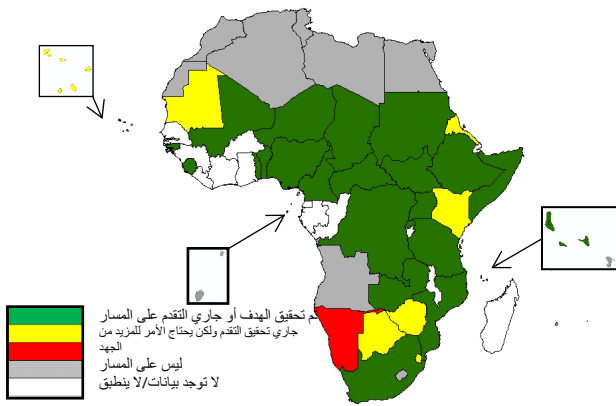 تم تحقيق الهدف أو جاري التقدم على المسار
جاري تحقيق التقدم ولكن يحتاج الأمر للمزيد من
الجهد
ليس على المسار
لا توجد بيانات/لا ينطبق